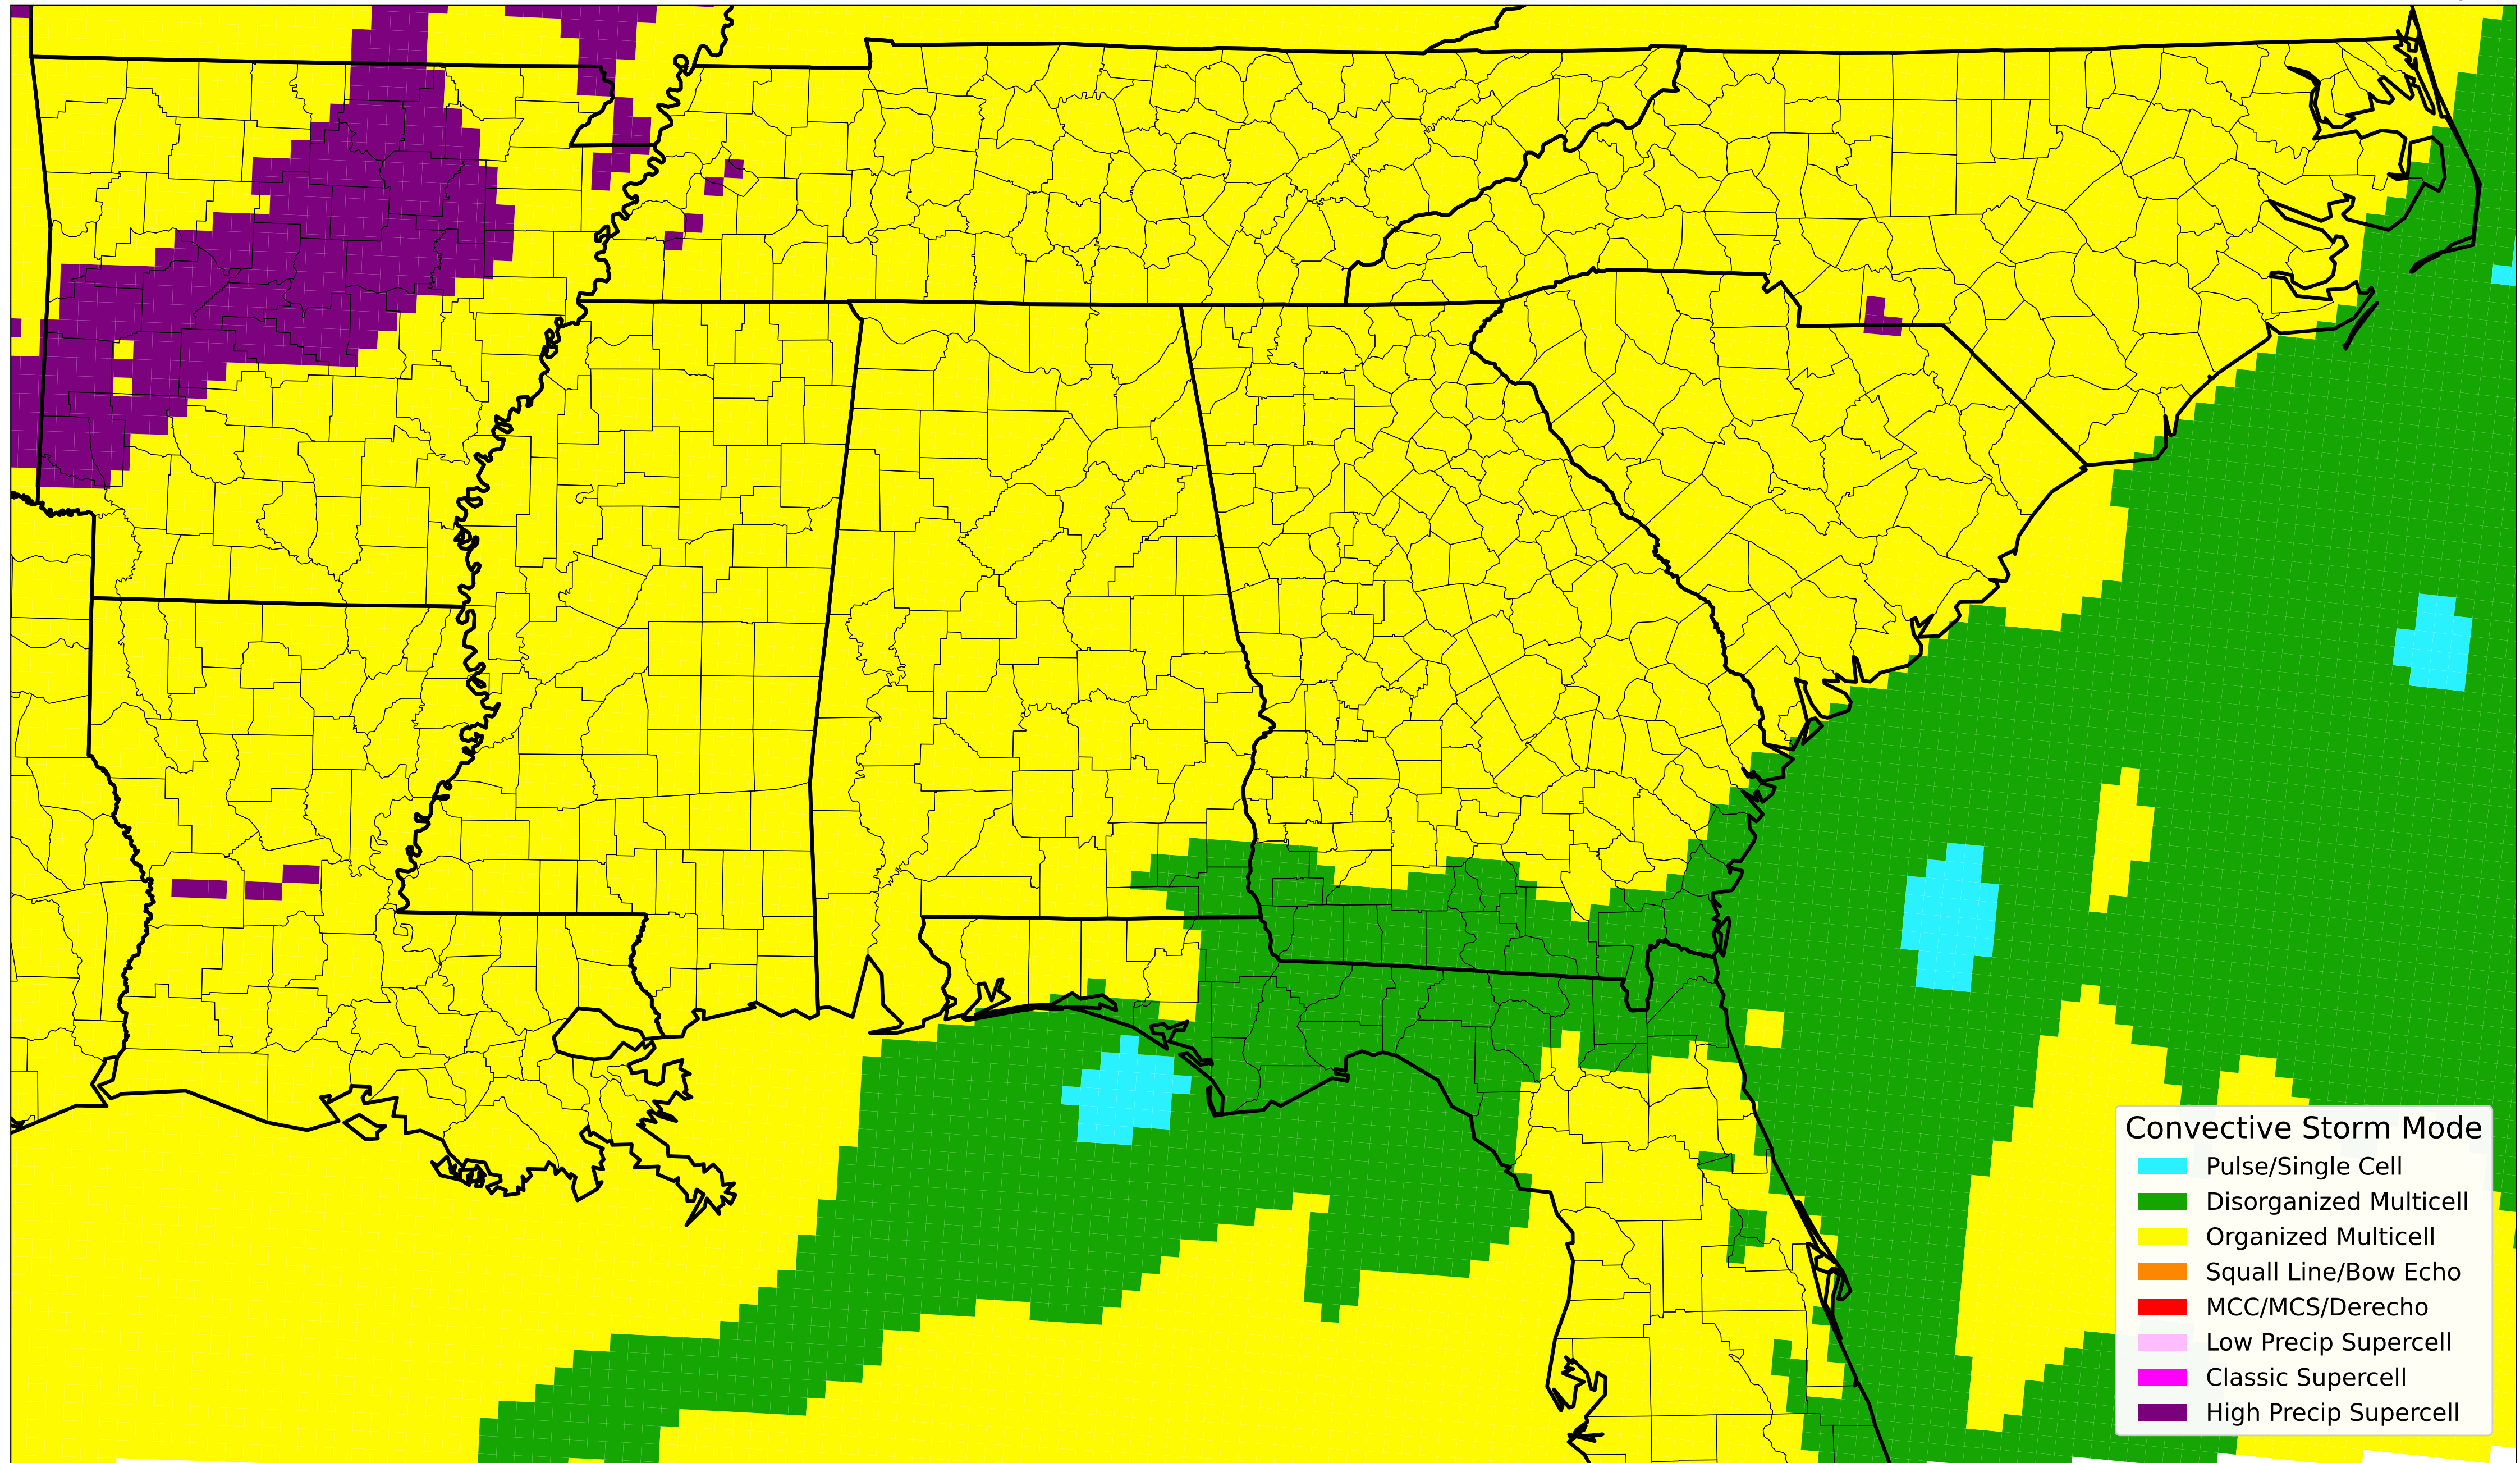 Convective Storm Mode
Pulse/Single Cell
Disorganized Multicell
Organized Multicell
Squall Line/Bow Echo
MCC/MCS/Derecho
Low Precip Supercell
Classic Supercell
High Precip Supercell